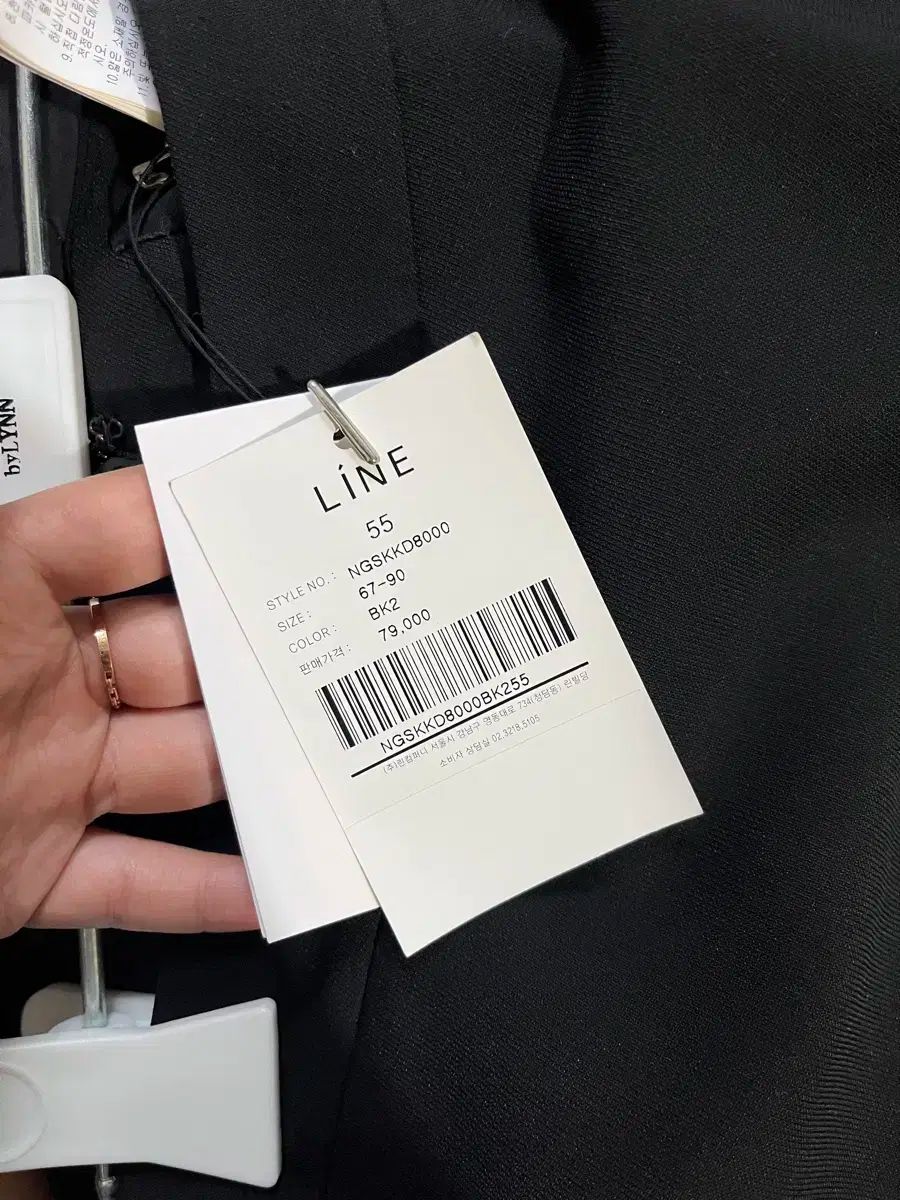 LíNE
55
STYLE NO.: NGSKKD8000
SIZE: 67-90
COLOR: BK2
판매가격: 79,000
NGSKKD8000BK255
(주)린컴퍼니 서울시 강남구 영동대로 734(청담동) 린빌딩
소비자 상담실 02.3218.5105
byLYNN